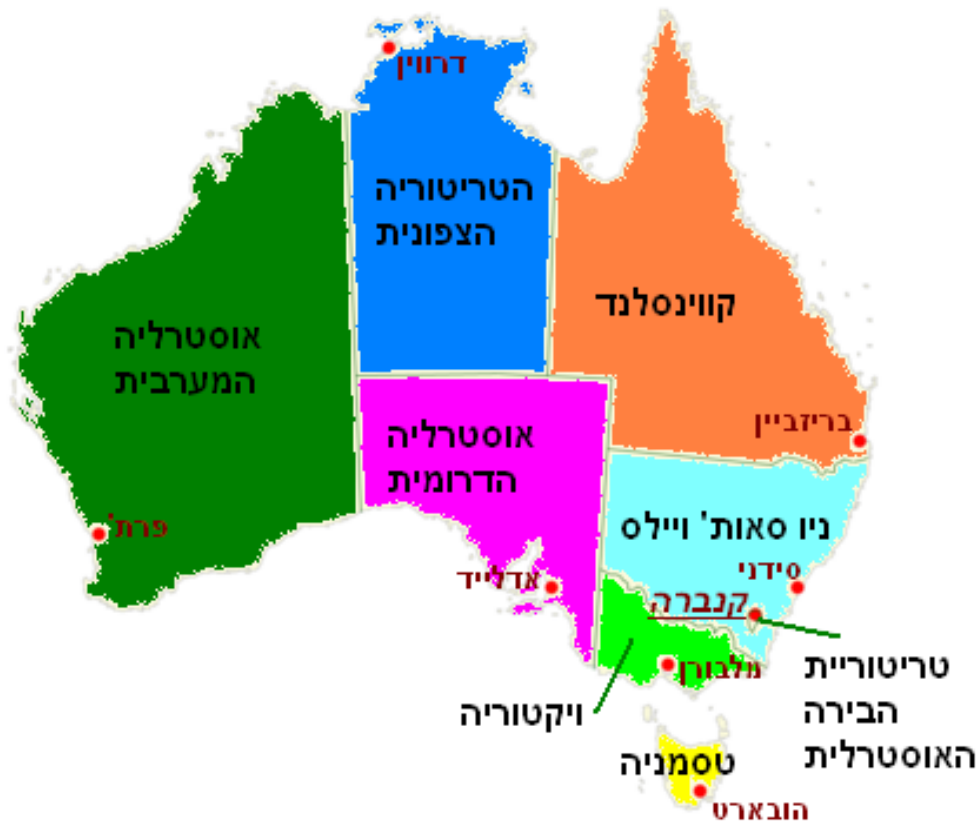 דרווין
הטריטוריה
הצפונית
קווינסלנד
אוסטרליה
המערבית
בריזביין
אוסטרליה
הדרומית
ניו סאות' ויילס
פרת'
סידני
אדלייד
קנברה
מלבורן
טריטוריית
הבירה
האוסטרלית
ויקטוריה
טסמניה
הובארט